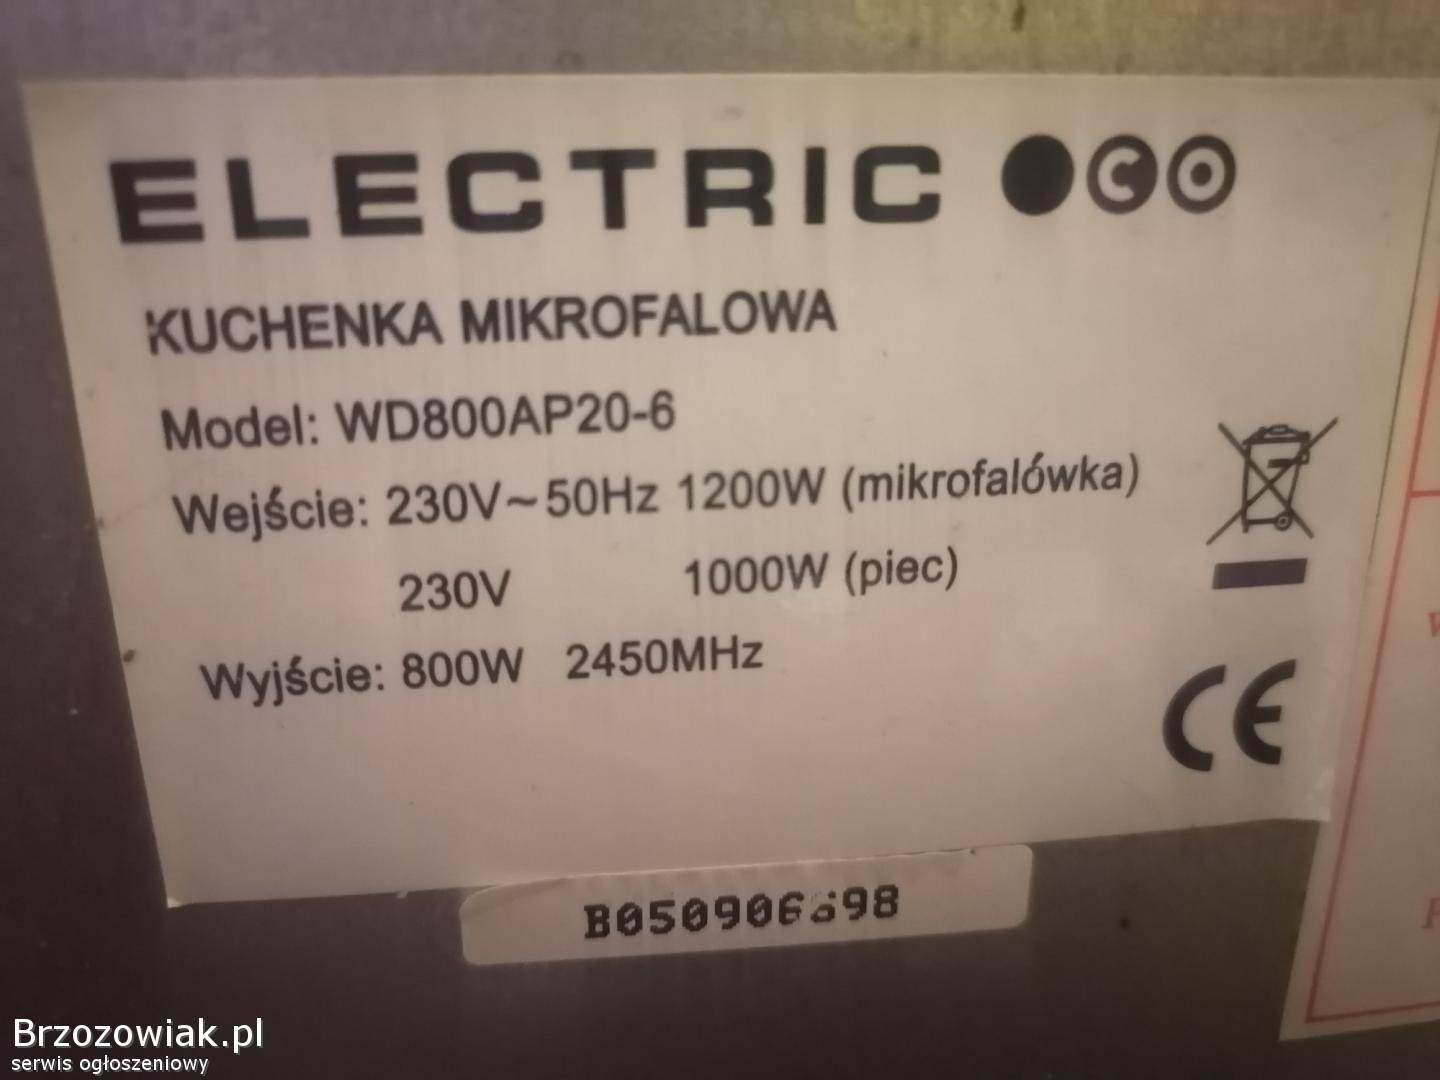 ELECTRIC CO
KUCHENKA MIKROFALOWA
Model: WD800AP20-6
Wejście: 230V~50Hz 1200W (mikrofalówka)
230V 1000W (piec)
Wyjście: 800W 2450MHz
CE
Brzozowiak.pl
serwis ogłoszeniowy